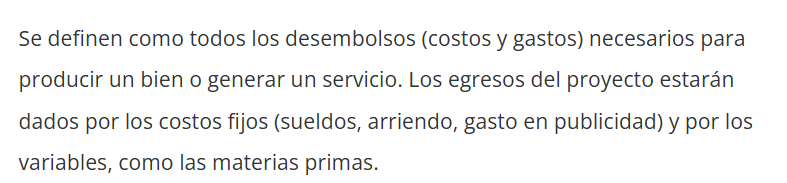 Se definen como todos los desembolsos (costos y gastos) necesarios para
producir un bien o generar un servicio. Los egresos del proyecto estarán
dados por los costos fijos (sueldos, arriendo, gasto en publicidad) y por los
variables, como las materias primas.